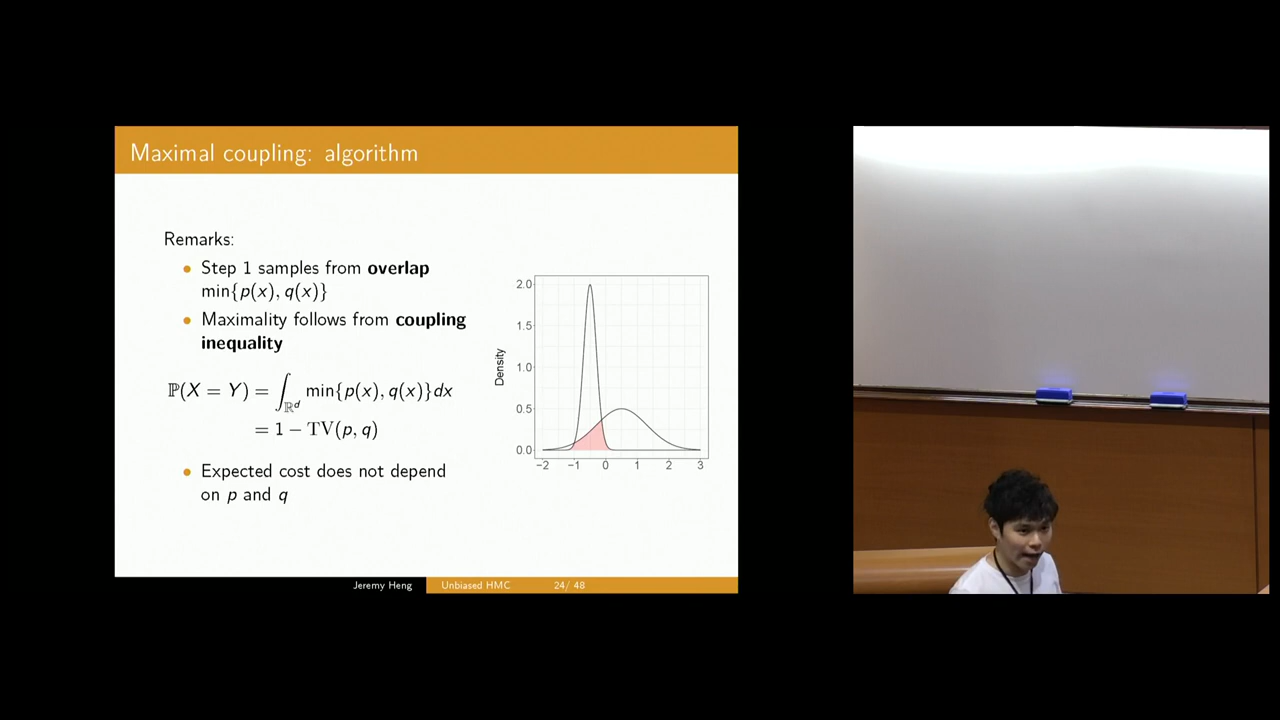 Maximal coupling: algorithm
Remarks:
• Step 1 samples from overlap
min{p(x), q(x)}
• Maximality follows from coupling
inequality
ℙ(X = Y) = ∫_{ℝ^d} min{p(x), q(x)}dx
= 1 − TV(p, q)
• Expected cost does not depend
on p and q
Density
2.0
1.5
1.0
0.5
0.0
−2 −1 0 1 2 3
Jeremy Heng Unbiased HMC 24/ 48